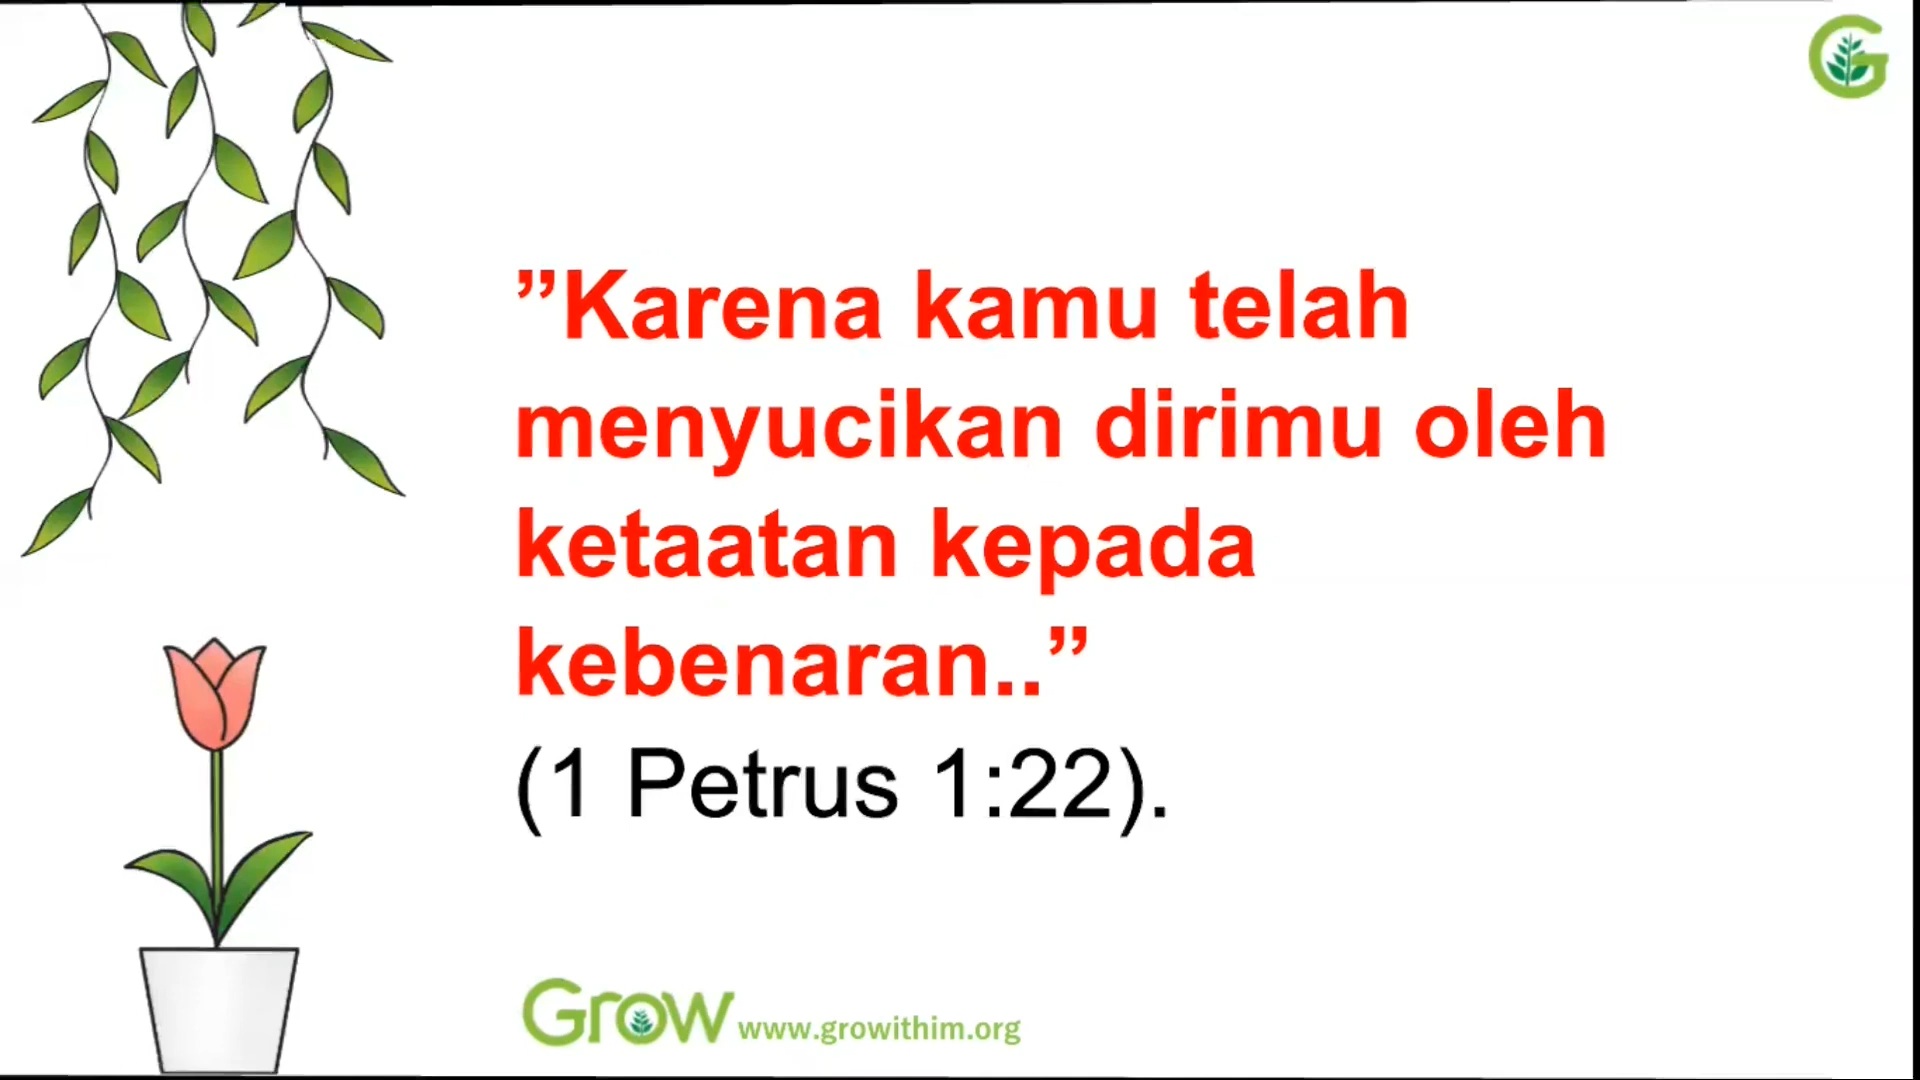 ”Karena kamu telah
menyucikan dirimu oleh
ketaatan kepada
kebenaran..”
(1 Petrus 1:22).
Grow www.growithim.org